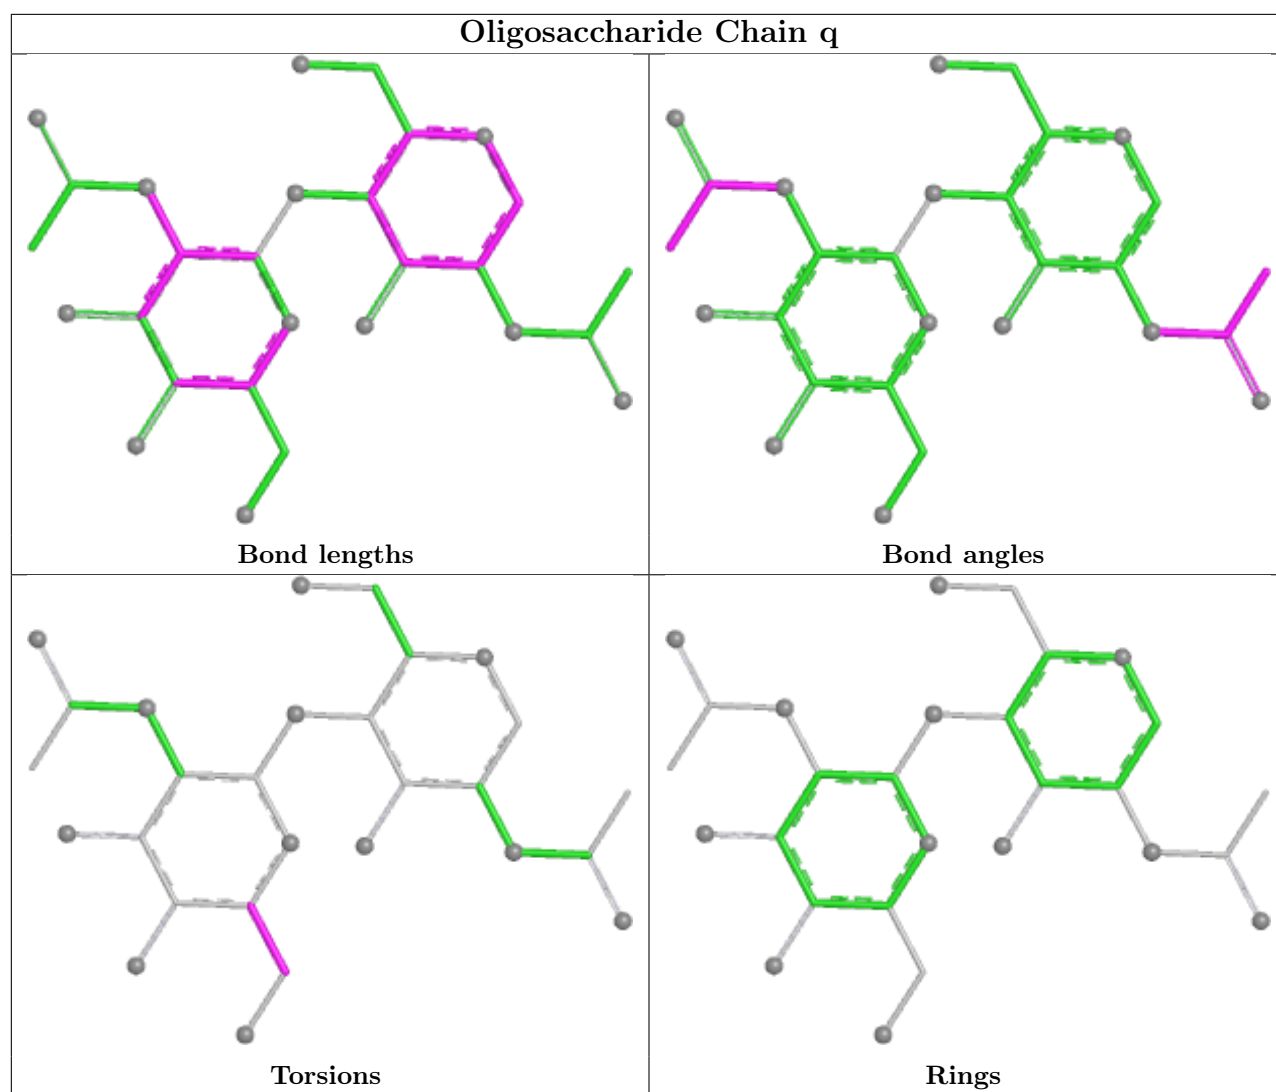 Oligosaccharide Chain q
Bond lengths
Bond angles
Torsions
Rings